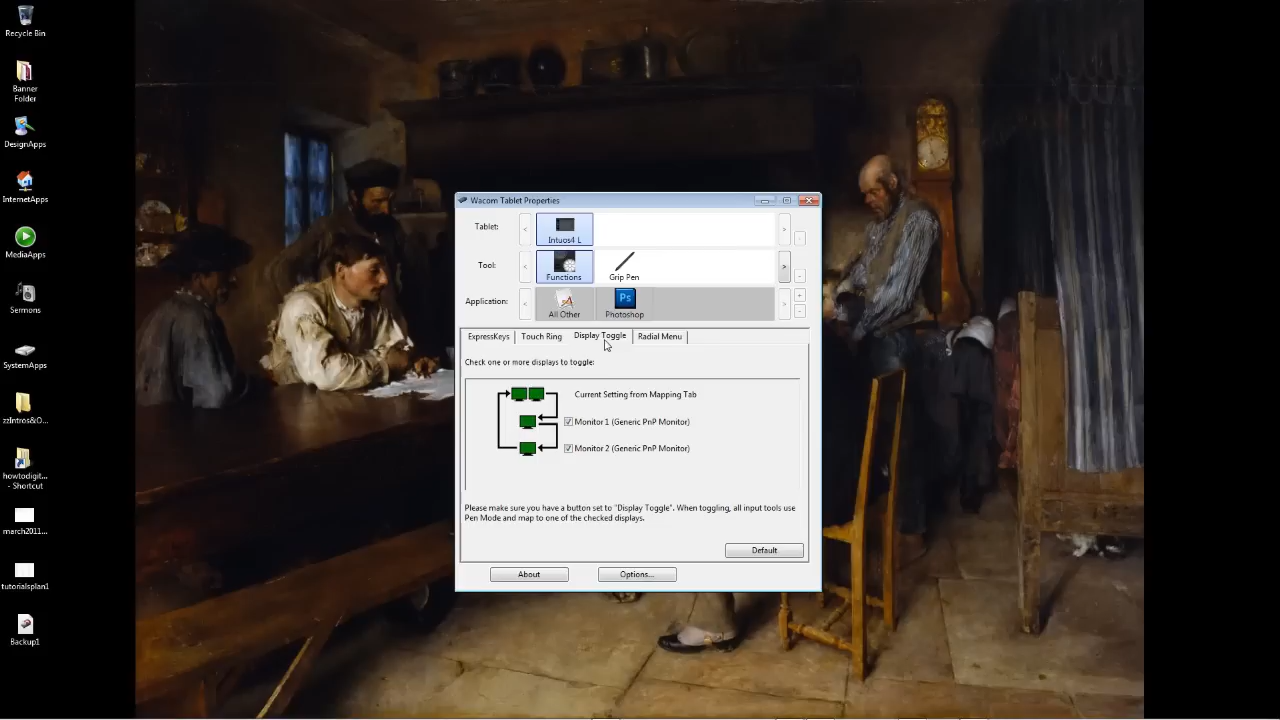 Recycle Bin
Banner
Folder
DesignApps
InternetApps
MediaApps
Sermons
SystemApps
zzIntros&O...
howtodigit...
- Shortcut
march2011...
tutorialsplan1
Backup1
Wacom Tablet Properties
Tablet:
Intuos4 L
Tool:
Functions
Grip Pen
Application:
All Other
Ps
Photoshop
ExpressKeys
Touch Ring
Display Toggle
Radial Menu
Check one or more displays to toggle:
Current Setting from Mapping Tab
Monitor 1 (Generic PnP Monitor)
Monitor 2 (Generic PnP Monitor)
Please make sure you have a button set to "Display Toggle". When toggling, all input tools use
Pen Mode and map to one of the checked displays.
Default
About
Options...